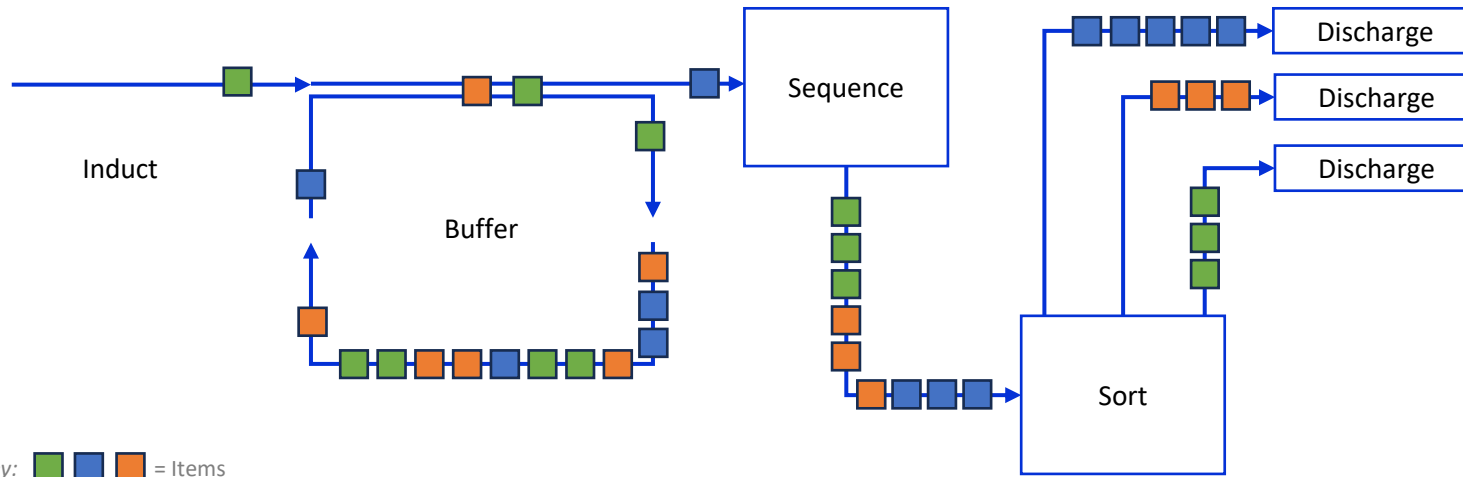 Discharge
Sequence
Discharge
Induct
Discharge
Buffer
Sort
y: = Items